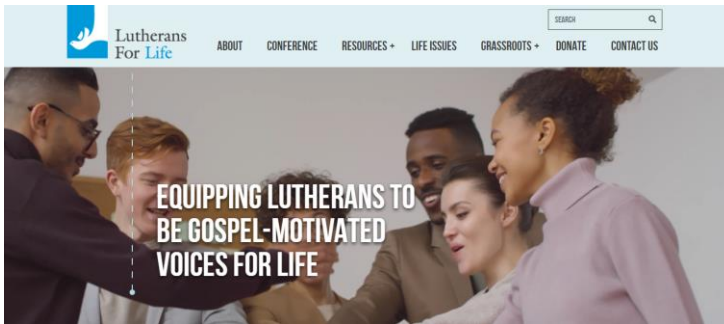 SEARCH
Lutherans
For Life
ABOUT
CONFERENCE
RESOURCES +
LIFE ISSUES
GRASSROOTS +
DONATE
CONTACT US
EQUIPPING LUTHERANS TO
BE GOSPEL-MOTIVATED
VOICES FOR LIFE